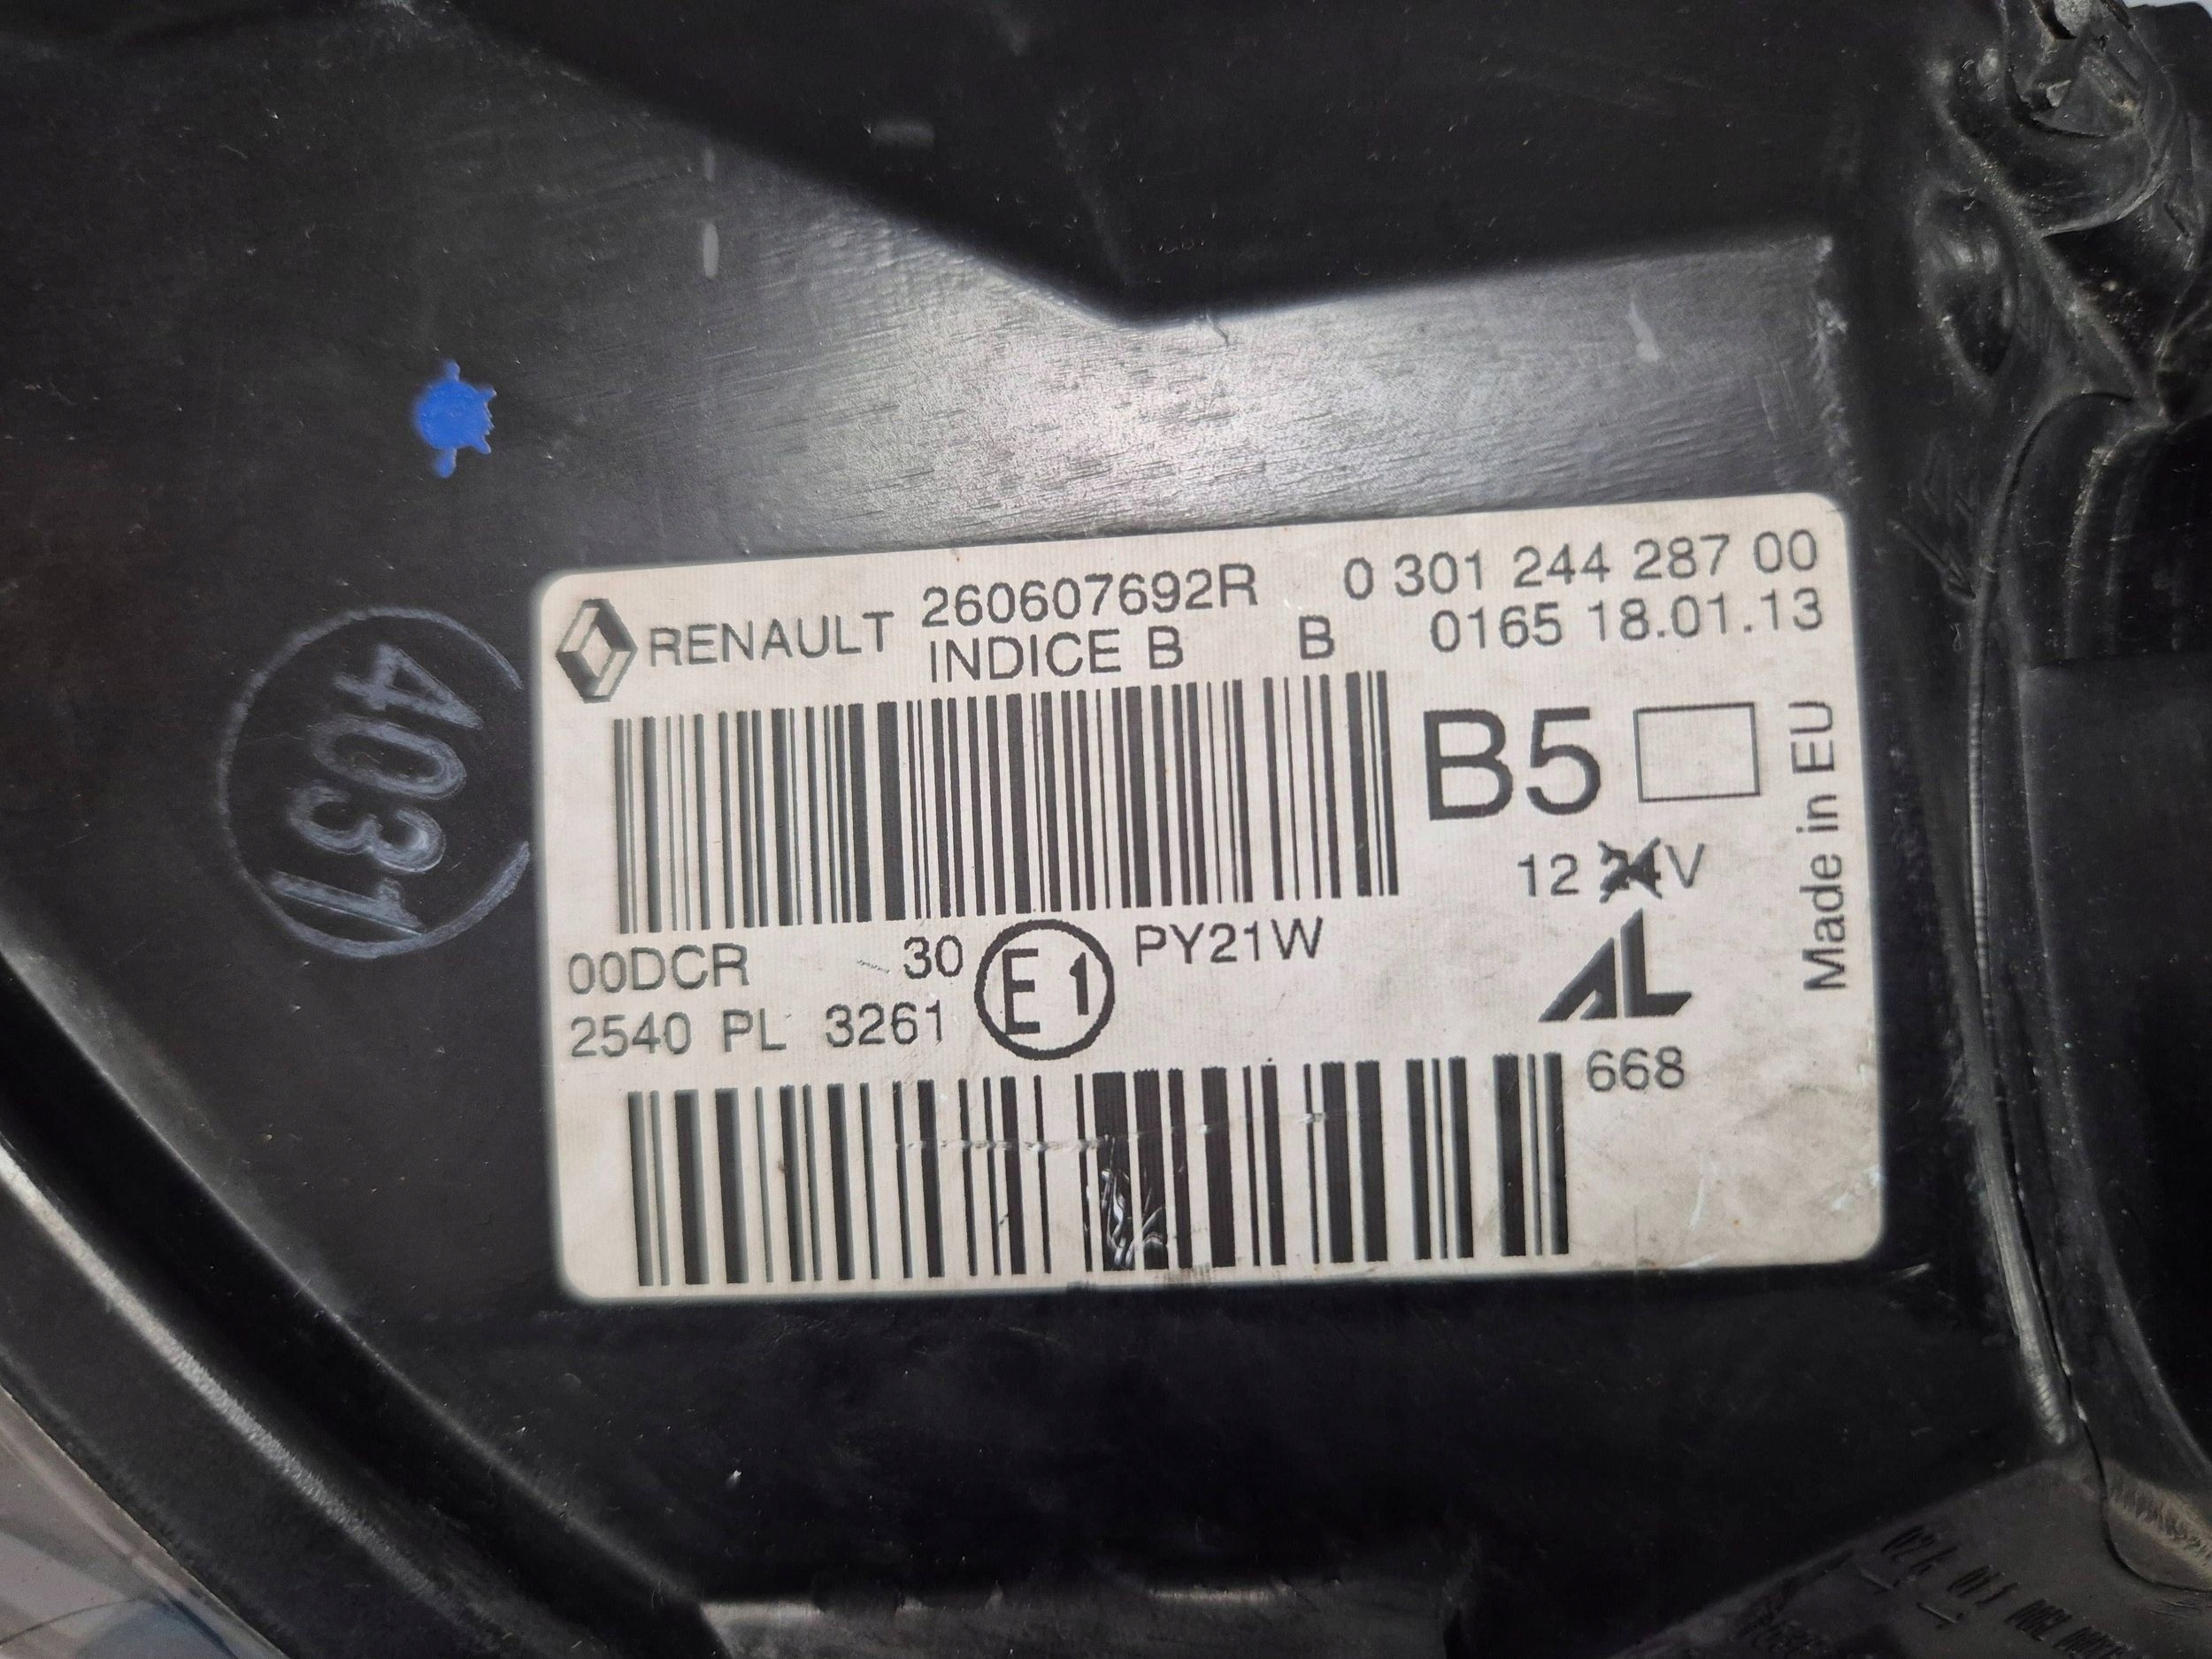 RENAULT 260607692R 0 301 244 287 00
INDICE B B 0165 18.01.13
B5
Made in EU
12 24V
00DCR 30 E1 PY21W
2540 PL 3261
AL
668
4031